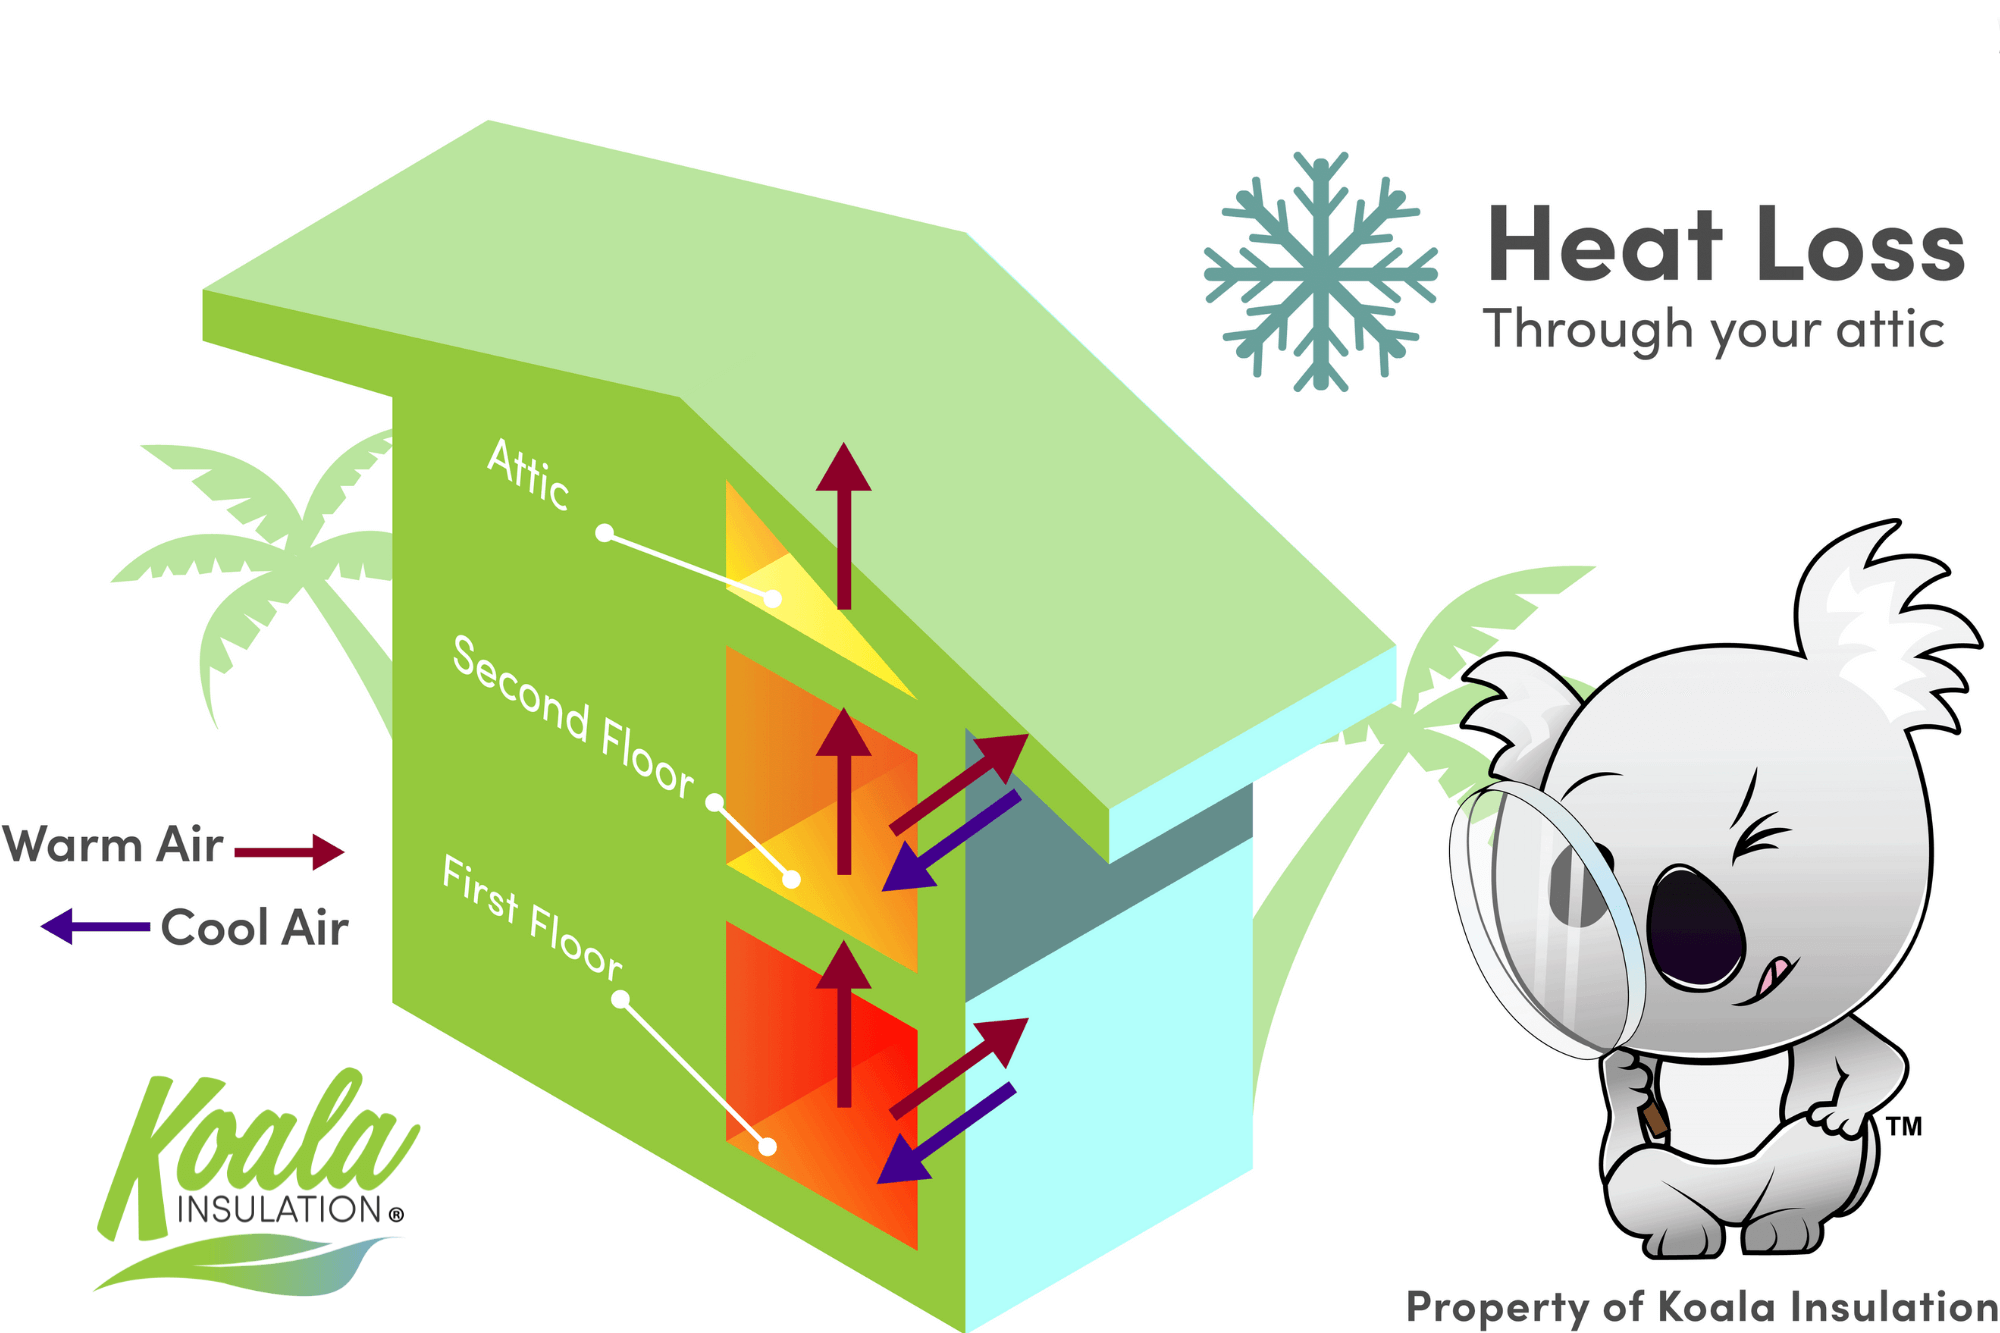 Heat Loss
Through your attic
Attic
Second Floor
First Floor
Warm Air
Cool Air
Koala
INSULATION®
TM
Property of Koala Insulation